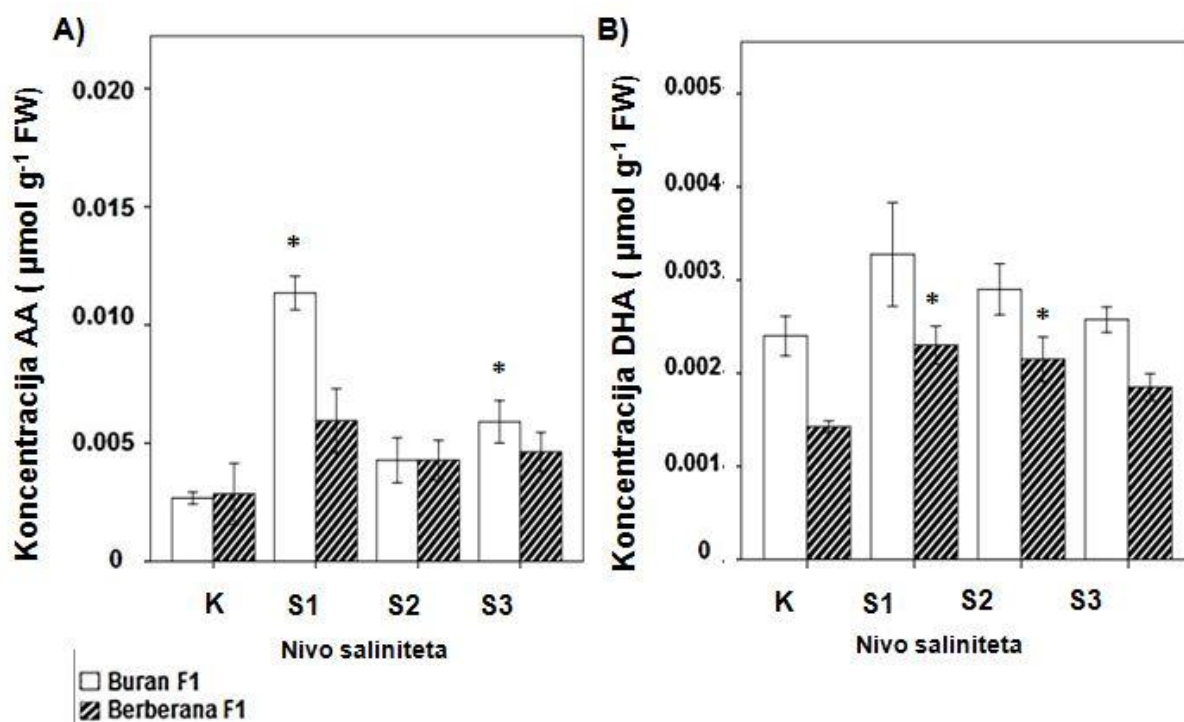 A)
Koncentracija AA ( µmol g⁻¹ FW)
0.020
0.015
0.010
0.005
0
*
*
K S1 S2 S3
Nivo saliniteta
B)
Koncentracija DHA ( µmol g⁻¹ FW)
0.005
0.004
0.003
0.002
0.001
0
*
*
K S1 S2 S3
Nivo saliniteta
Buran F1
Berberana F1